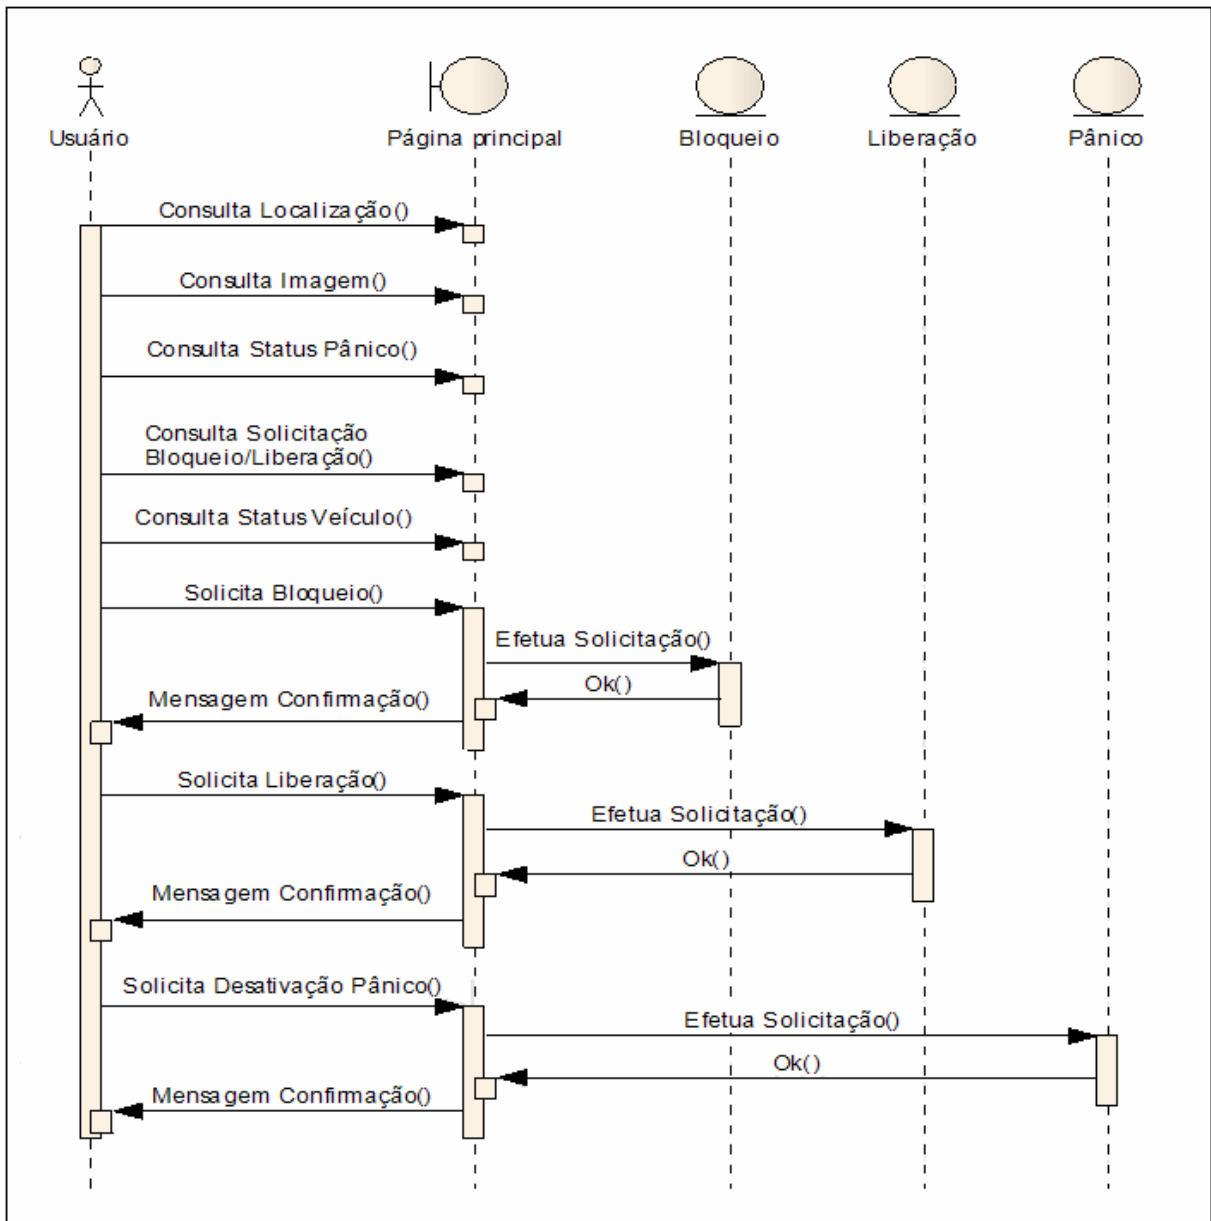 Usuário
Página principal
Bloqueio
Liberação
Pânico
Consulta Localização()
Consulta Imagem()
Consulta Status Pânico()
Consulta Solicitação
Bloqueio/Liberação()
Consulta Status Veículo()
Solicita Bloqueio()
Efetua Solicitação()
Ok()
Mensagem Confirmação()
Solicita Liberação()
Efetua Solicitação()
Ok()
Mensagem Confirmação()
Solicita Desativação Pânico()
Efetua Solicitação()
Ok()
Mensagem Confirmação()